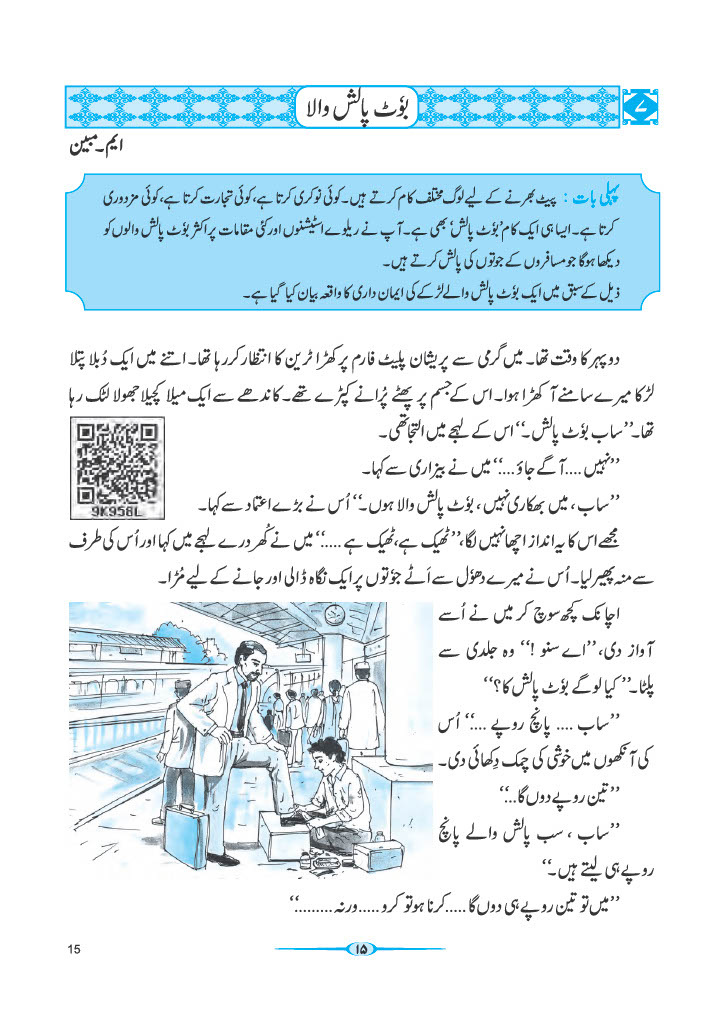 ۷
بوٗٹ پالش والا
ایم۔ مبین
پہلی بات : پیٹ بھرنے کے لیے لوگ مختلف کام کرتے ہیں۔ کوئی نوکری کرتا ہے، کوئی تجارت کرتا ہے، کوئی مزدوری
کرتا ہے۔ ایسا ہی ایک کام ’بوٗٹ پالش‘ بھی ہے۔ آپ نے ریلوے اسٹیشنوں اور کئی مقامات پر اکثر بوٗٹ پالش والوں کو
دیکھا ہوگا جو مسافروں کے جوتوں کی پالش کرتے ہیں۔
ذیل کے سبق میں ایک بوٗٹ پالش والے لڑکے کی ایمان داری کا واقعہ بیان کیا گیا ہے۔
دوپہر کا وقت تھا۔ میں گرمی سے پریشان پلیٹ فارم پر کھڑا ٹرین کا انتظار کر رہا تھا۔ اتنے میں ایک دُبلا پتلا
لڑکا میرے سامنے آ کھڑا ہوا۔ اس کے جسم پر پھٹے پُرانے کپڑے تھے۔ کاندھے سے ایک میلا کچیلا جھولا لٹک رہا
تھا۔ ’’ساب بوٗٹ پالش۔‘‘ اس کے لہجے میں التجا تھی۔
’’نہیں .... آگے جاؤ ....‘‘ میں نے بیزاری سے کہا۔
’’ساب ، میں بھکاری نہیں ، بوٗٹ پالش والا ہوں۔‘‘ اُس نے بڑے اعتماد سے کہا۔
9K958L
مجھے اس کا یہ انداز اچھا نہیں لگا، ’’ٹھیک ہے، ٹھیک ہے .....‘‘ میں نے کُھر درے لہجے میں کہا اور اُس کی طرف
سے منہ پھیر لیا۔ اُس نے میرے دھوٗل سے اَٹے جوٗتوں پر ایک نگاہ ڈالی اور جانے کے لیے مُڑا۔
اچانک کچھ سوچ کر میں نے اُسے
آواز دی، ’’اے سنو !‘‘ وہ جلدی سے
پلٹا۔ ’’کیا لوگے بوٗٹ پالش کا؟‘‘
’’ساب .... پانچ روپے ....‘‘ اُس
کی آنکھوں میں خوشی کی چمک دِکھائی دی۔
’’تین روپے دوں گا...‘‘
’’ساب ، سب پالش والے پانچ
روپے ہی لیتے ہیں۔‘‘
’’میں تو تین روپے ہی دوں گا ..... کرنا ہو تو کرو ..... ورنہ .........‘‘
15
۱۵